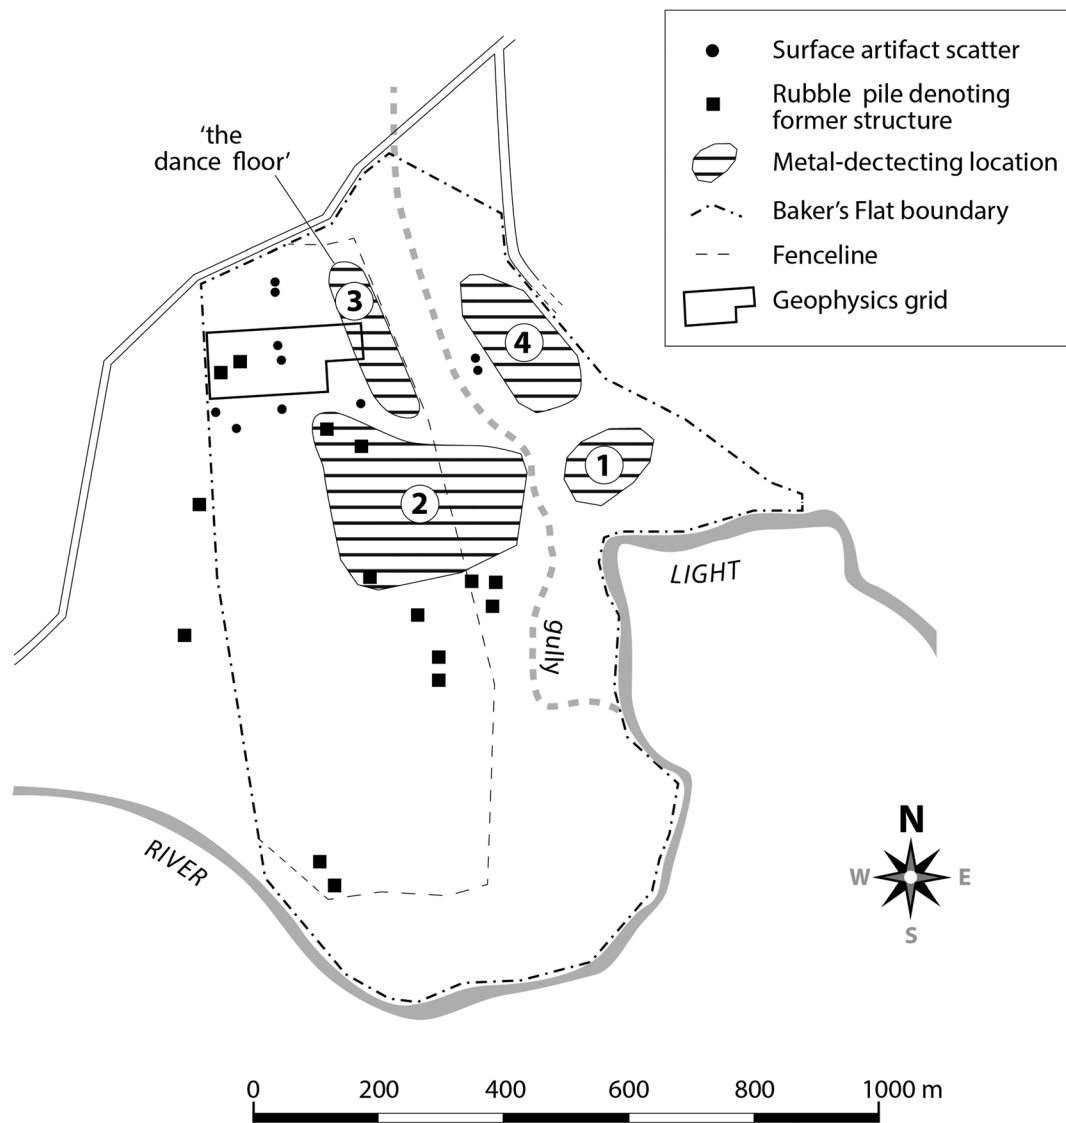 Surface artifact scatter
Rubble pile denoting
former structure
Metal-dectecting location
Baker's Flat boundary
Fenceline
Geophysics grid
'the
dance floor'
3
4
1
2
LIGHT
gully
RIVER
N
W E
S
0 200 400 600 800 1000 m